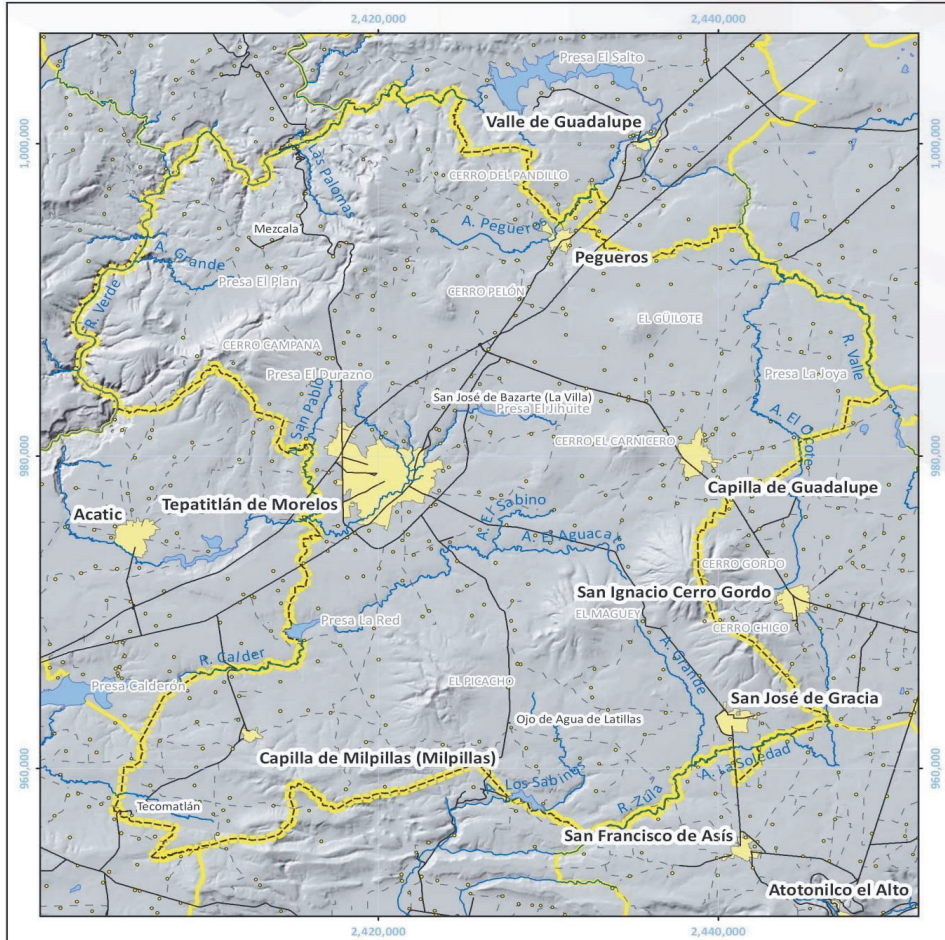 2,420,000
2,440,000
Presa El Salto
Valle de Guadalupe
1,000,000
1,000,000
Las Palomas
CERRO DEL PANDILLO
A. Pegueros
Mezcala
Pegueros
A. Grande
Presa El Plan
R. Verde
CERRO PELÓN
EL GÜILOTE
R. Valle
CERRO CAMPANA
Presa El Durazno
Presa La Joya
San Pablo
San José de Bazarte (La Villa)
Presa El Jihuite
A. El Ocote
CERRO EL CARNICERO
980,000
980,000
Capilla de Guadalupe
Tepatitlán de Morelos
Acatic
A. El Sabino
A. El Aguacate
CERRO GORDO
San Ignacio Cerro Gordo
EL MAGUEY
Presa La Red
CERRO CHICO
R. Calder
A. Grande
EL PICACHO
Presa Calderón
San José de Gracia
Ojo de Agua de Latillas
Capilla de Milpillas (Milpillas)
960,000
960,000
A. La Soledad
Los Sabinos
R. Zula
Tecomatlán
San Francisco de Asís
Atotonilco el Alto
2,420,000
2,440,000